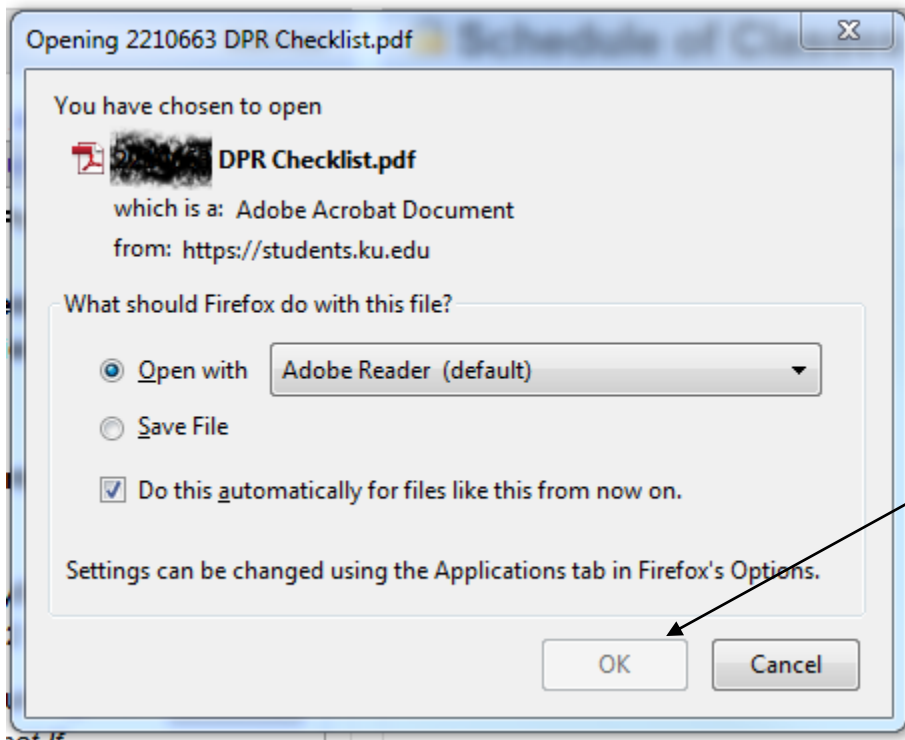 Opening 2210663 DPR Checklist.pdf
Schedule of Classes
You have chosen to open
DPR Checklist.pdf
which is a: Adobe Acrobat Document
from: https://students.ku.edu
What should Firefox do with this file?
Open with Adobe Reader (default)
Save File
Do this automatically for files like this from now on.
Settings can be changed using the Applications tab in Firefox's Options.
OK Cancel